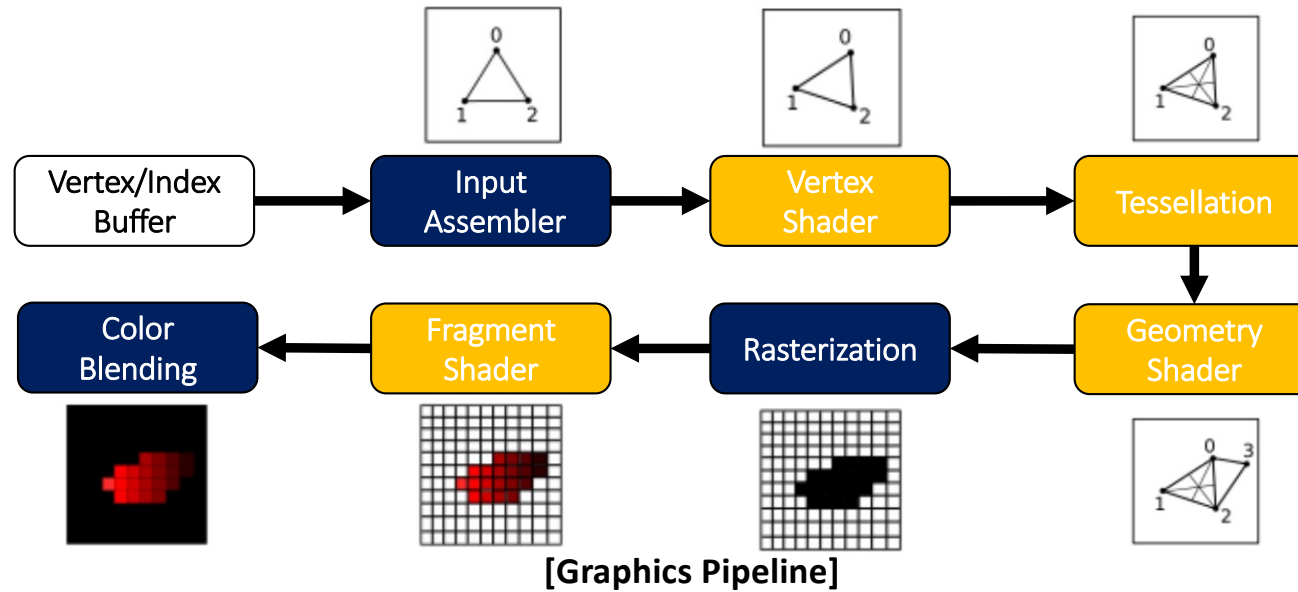 0
1 2
0
1
2
0
1
2
Vertex/Index
Buffer
Input
Assembler
Vertex
Shader
Tessellation
Color
Blending
Fragment
Shader
Rasterization
Geometry
Shader
0 3
1
2
[Graphics Pipeline]